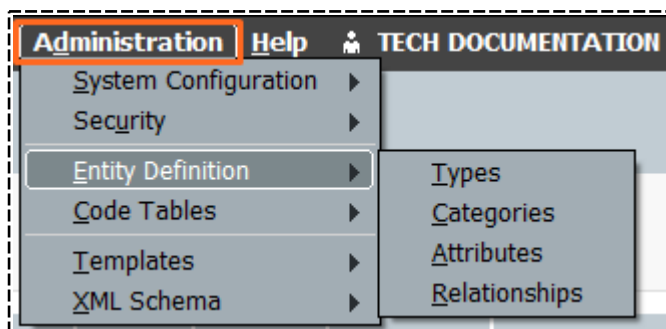 Administration Help TECH DOCUMENTATION
System Configuration
Security
Entity Definition
Types
Code Tables
Categories
Attributes
Templates
Relationships
XML Schema